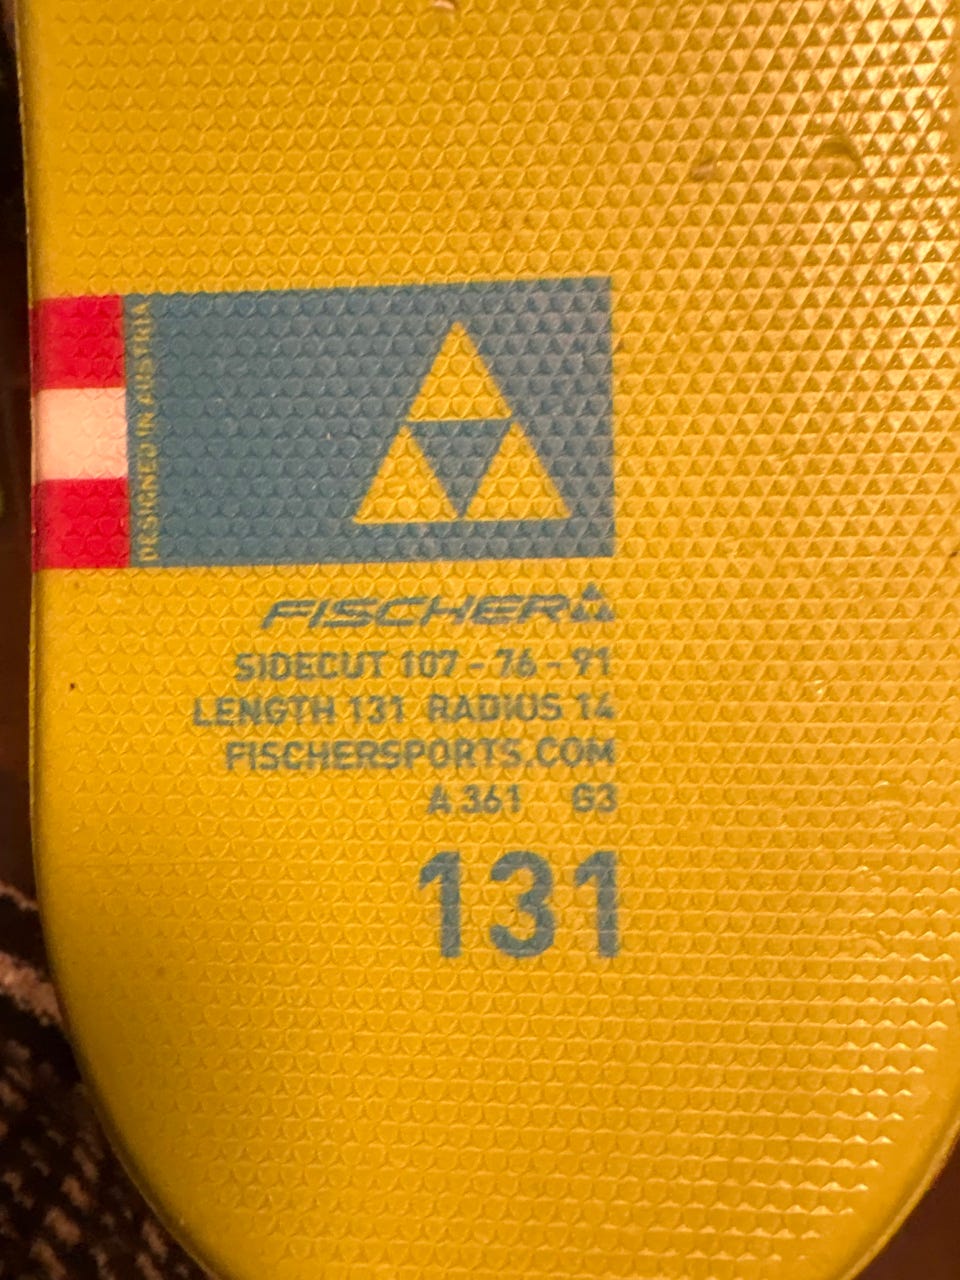 DESIGNED IN AUSTRIA
FISCHER
SIDECUT 107 - 76 - 91
LENGTH 131 RADIUS 14
FISCHERSPORTS.COM
A 361 G3
131